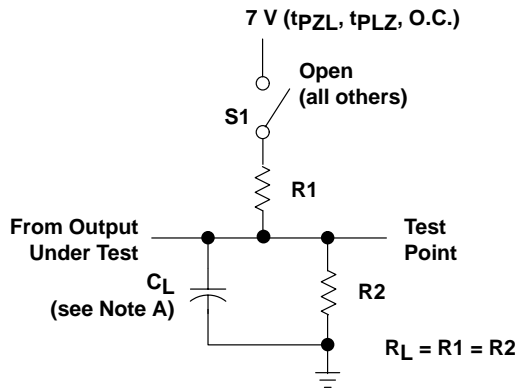 7 V (tPZL, tPLZ, O.C.)
Open
(all others)
S1
R1
From Output
Under Test
Test
Point
CL
(see Note A)
R2
RL = R1 = R2